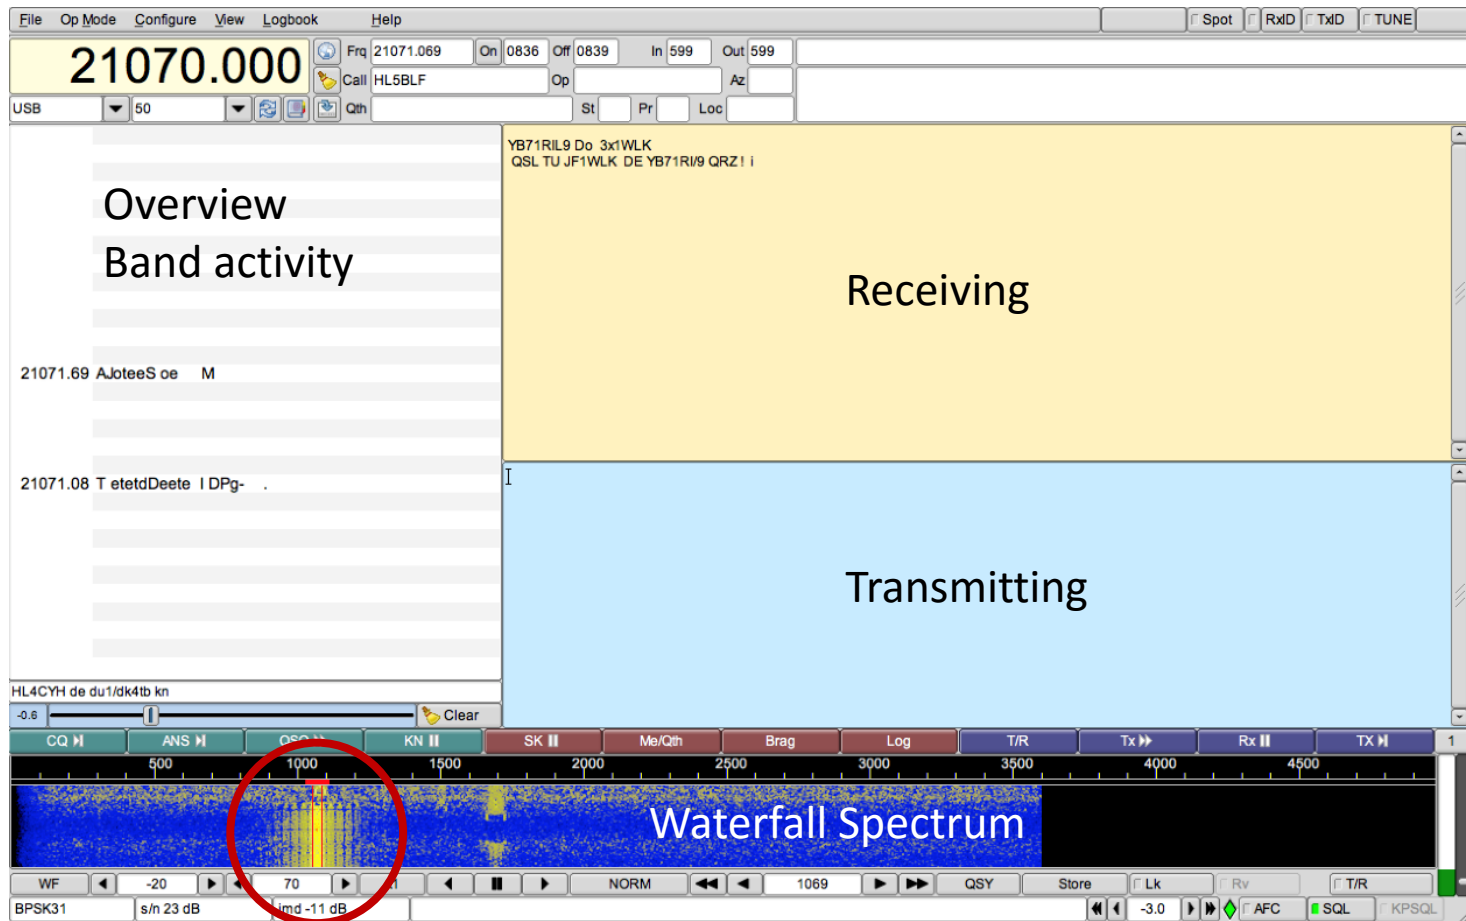 File Op Mode Configure View Logbook Help Spot RxID TxID TUNE
21070.000 Frq 21071.069 On 0836 Off 0839 In 599 Out 599
Call HL5BLF Op Az
USB 50 Qth St Pr Loc
YB71RIL9 Do 3x1WLK
QSL TU JF1WLK DE YB71RI/9 QRZ! i
Overview
Band activity
Receiving
21071.69 AJoteeS oe M
21071.08 T etetdDeete I DPg- .
Transmitting
HL4CYH de du1/dk4tb kn
-0.6 Clear
CQ ANS QSO KN SK Me/Qth Brag Log T/R Tx Rx TX 1
500 1000 1500 2000 2500 3000 3500 4000 4500
Waterfall Spectrum
WF -20 70 NORM 1069 QSY Store Lk Rv T/R
BPSK31 s/n 23 dB imd -11 dB -3.0 AFC SQL KPSQL